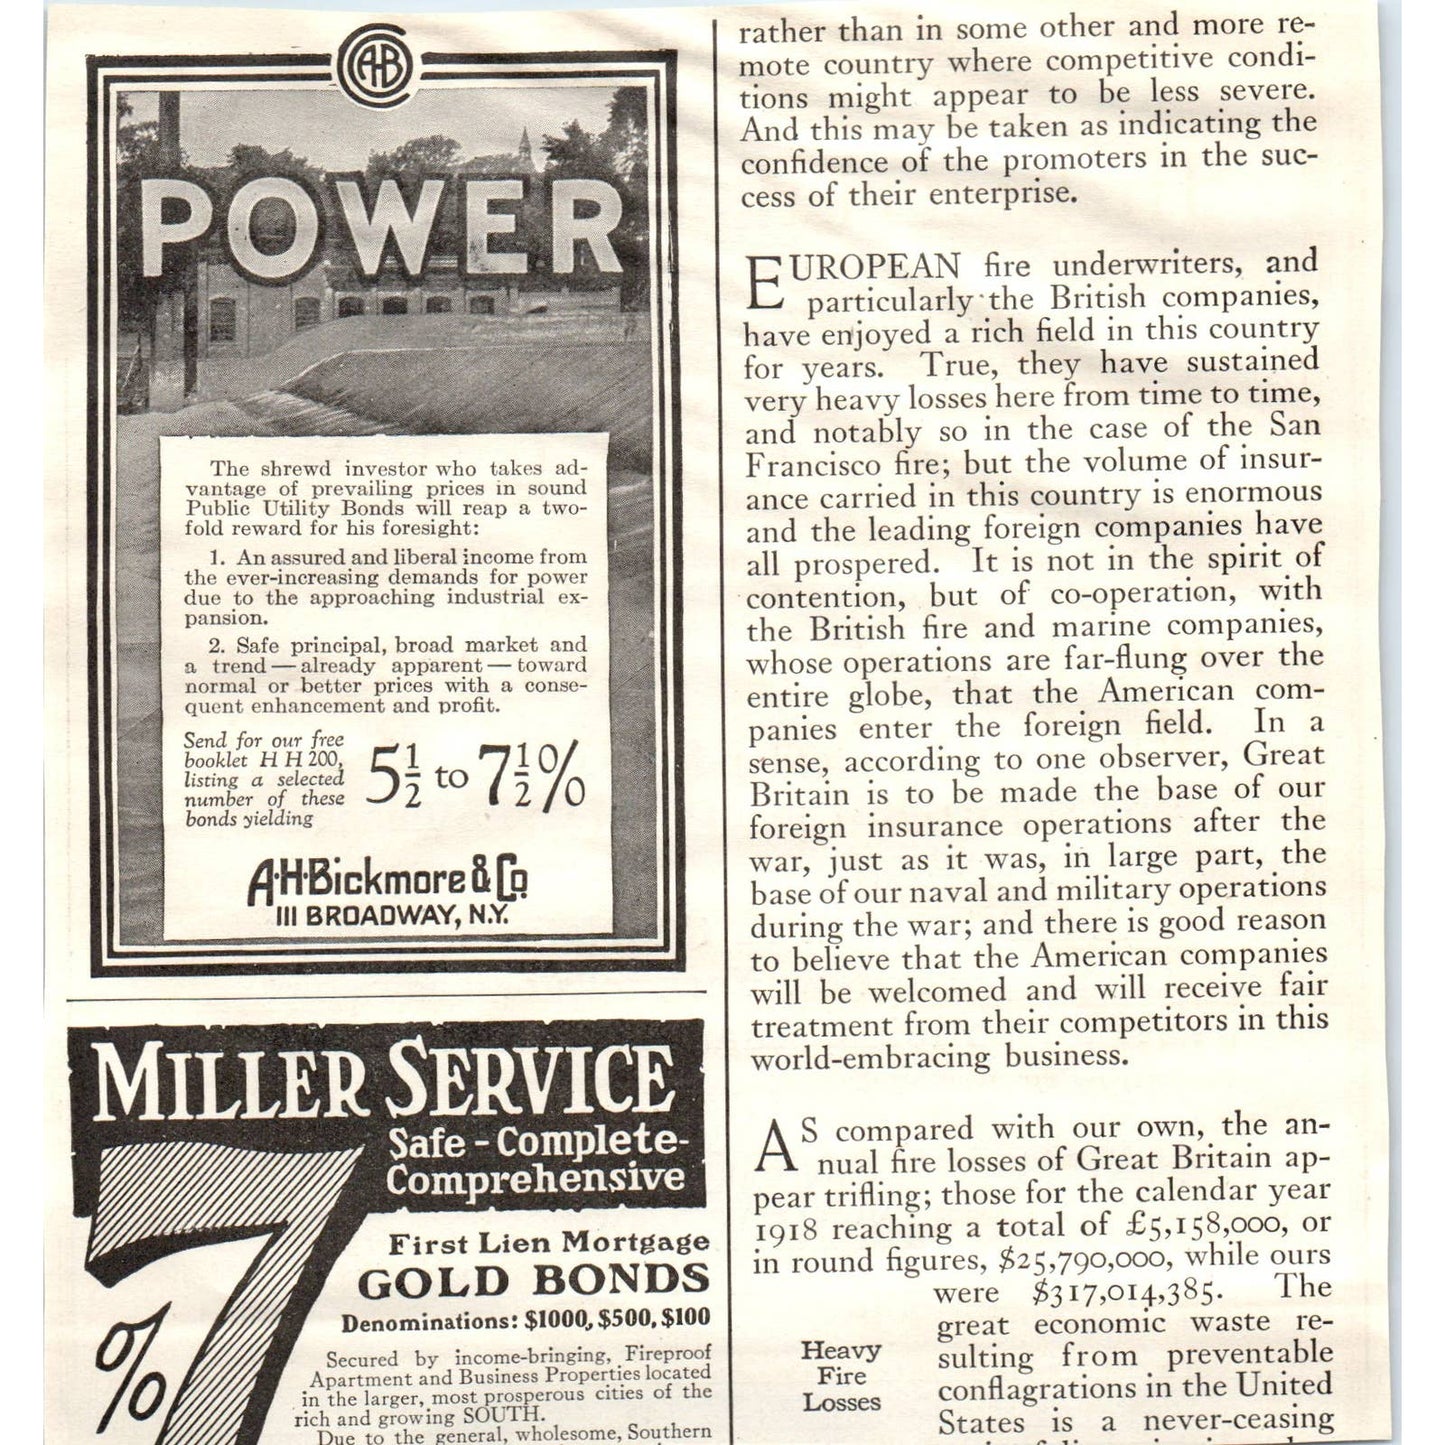 AHB
POWER
The shrewd investor who takes ad-
vantage of prevailing prices in sound
Public Utility Bonds will reap a two-
fold reward for his foresight:
1. An assured and liberal income from
the ever-increasing demands for power
due to the approaching industrial ex-
pansion.
2. Safe principal, broad market and
a trend — already apparent — toward
normal or better prices with a conse-
quent enhancement and profit.
Send for our free
booklet H H 200,
listing a selected
number of these
bonds yielding
5½ to 7½%
A·H·Bickmore & Co.
111 BROADWAY, N.Y.
MILLER SERVICE
Safe - Complete-
Comprehensive
7%
First Lien Mortgage
GOLD BONDS
Denominations: $1000, $500, $100
Secured by income-bringing, Fireproof
Apartment and Business Properties located
in the larger, most prosperous cities of the
rich and growing SOUTH.
Due to the general, wholesome, Southern
rather than in some other and more re-
mote country where competitive condi-
tions might appear to be less severe.
And this may be taken as indicating the
confidence of the promoters in the suc-
cess of their enterprise.
EUROPEAN fire underwriters, and
particularly the British companies,
have enjoyed a rich field in this country
for years. True, they have sustained
very heavy losses here from time to time,
and notably so in the case of the San
Francisco fire; but the volume of insur-
ance carried in this country is enormous
and the leading foreign companies have
all prospered. It is not in the spirit of
contention, but of co-operation, with
the British fire and marine companies,
whose operations are far-flung over the
entire globe, that the American com-
panies enter the foreign field. In a
sense, according to one observer, Great
Britain is to be made the base of our
foreign insurance operations after the
war, just as it was, in large part, the
base of our naval and military operations
during the war; and there is good reason
to believe that the American companies
will be welcomed and will receive fair
treatment from their competitors in this
world-embracing business.
AS compared with our own, the an-
nual fire losses of Great Britain ap-
pear trifling; those for the calendar year
1918 reaching a total of £5,158,000, or
in round figures, $25,790,000, while ours
were $317,014,385. The
great economic waste re-
sulting from preventable
conflagrations in the United
States is a never-ceasing
Heavy
Fire
Losses